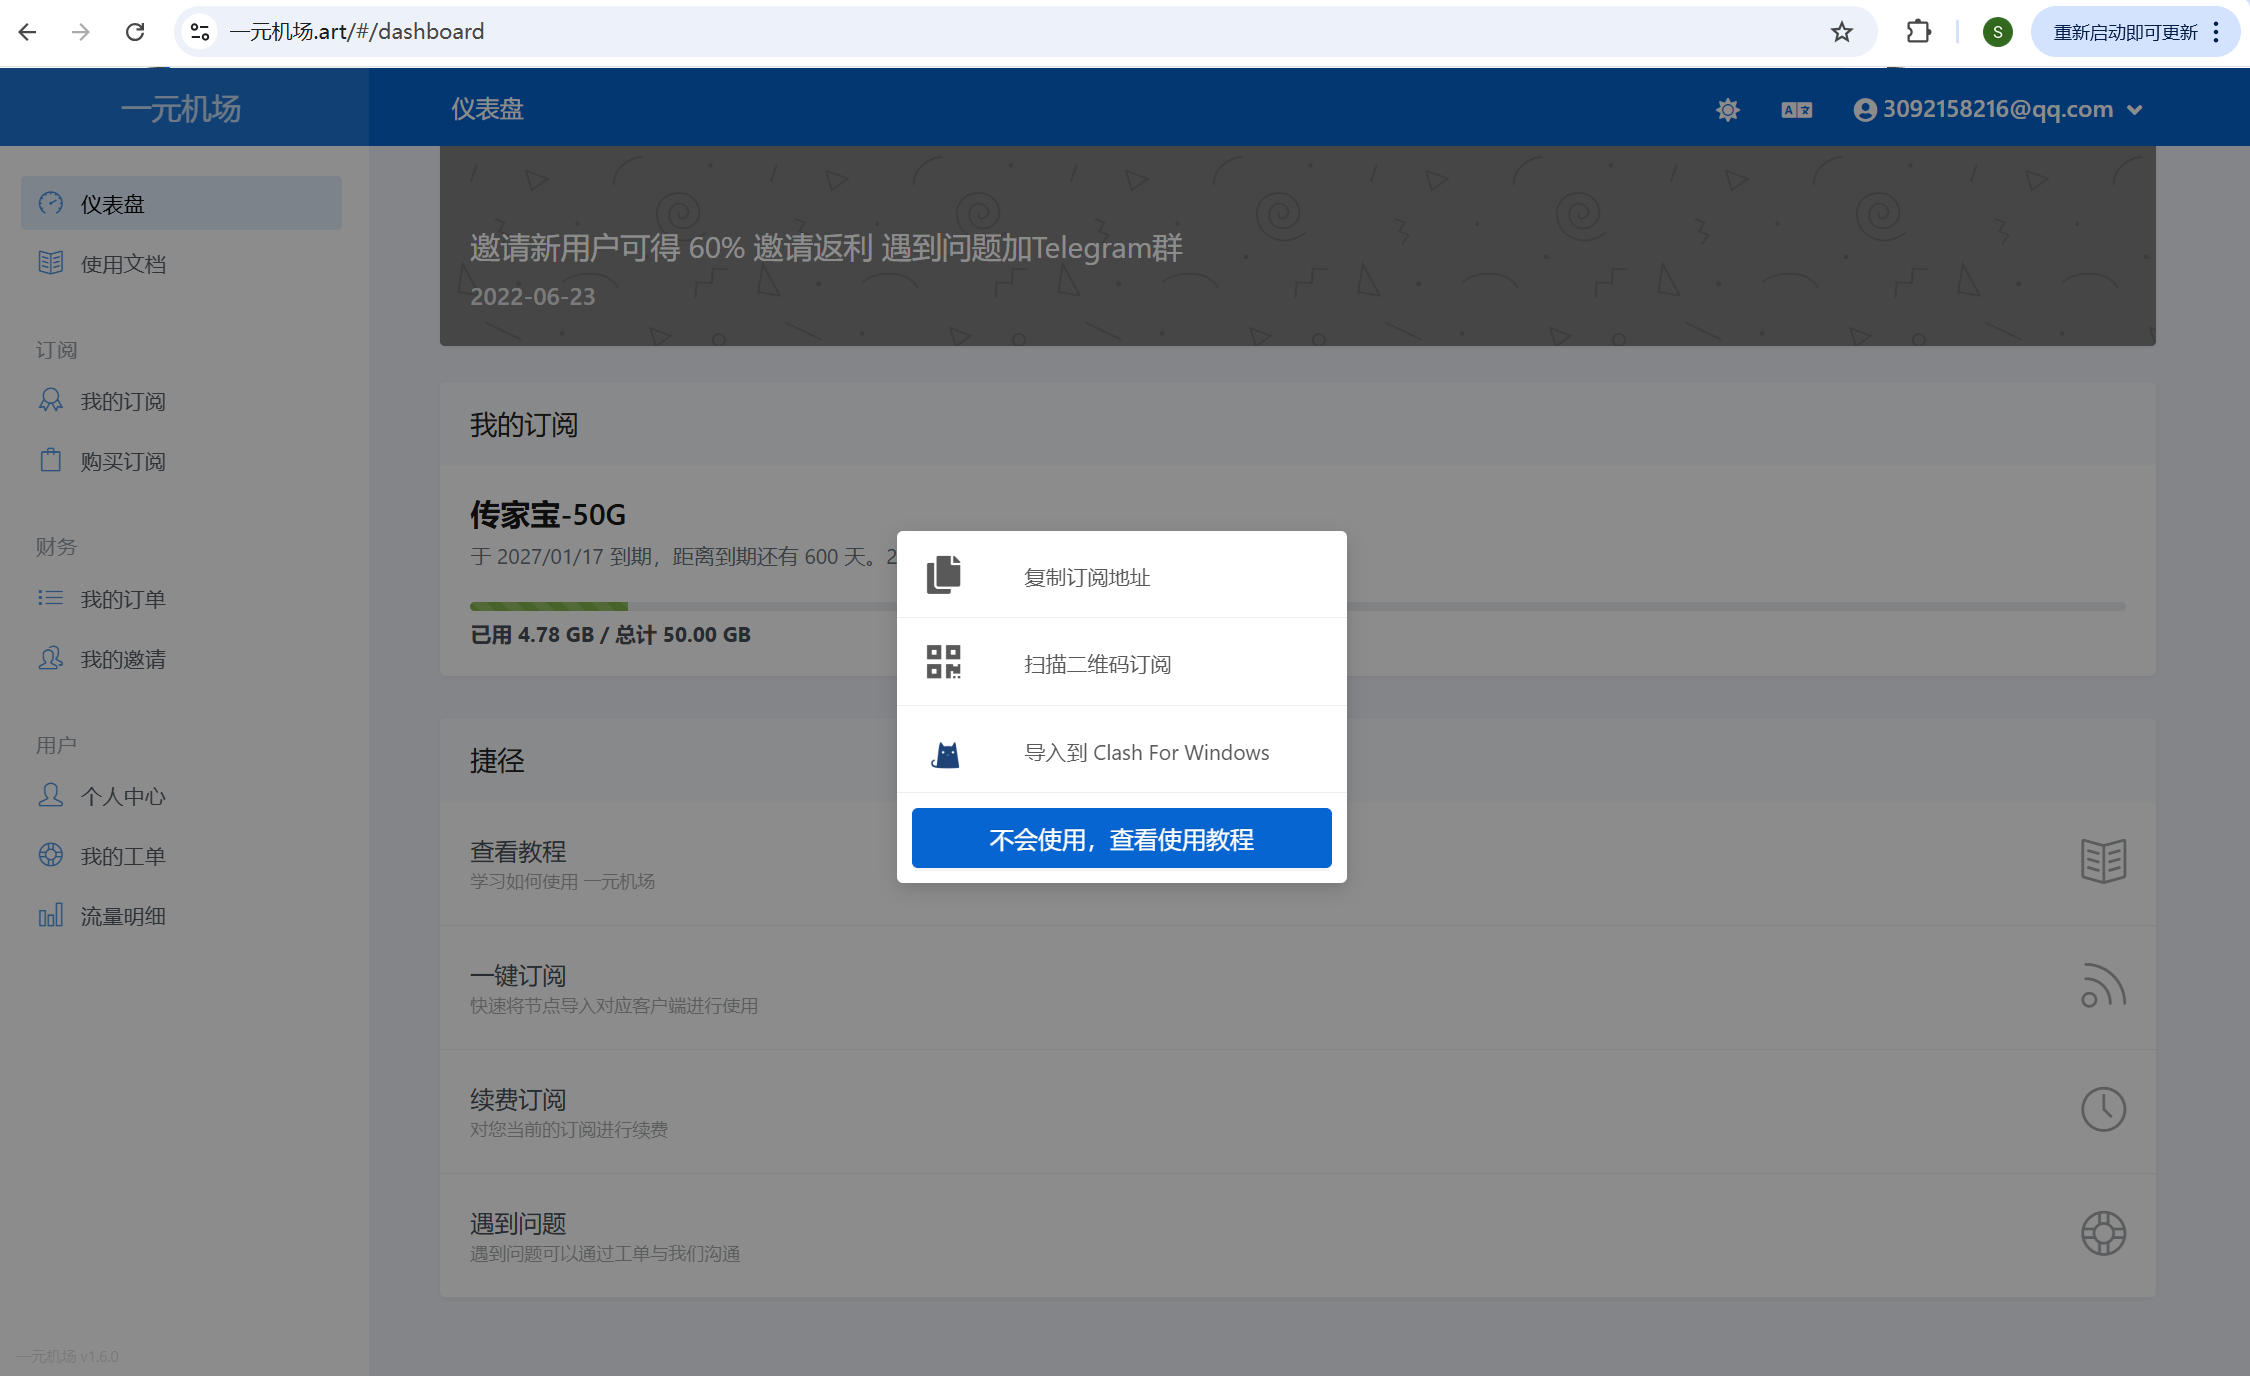 一元机场.art/#/dashboard
S
重新启动即可更新
一元机场
仪表盘
3092158216@qq.com
仪表盘
使用文档
订阅
我的订阅
购买订阅
财务
我的订单
我的邀请
用户
个人中心
我的工单
流量明细
一元机场 v1.6.0
邀请新用户可得 60% 邀请返利 遇到问题加Telegram群
2022-06-23
我的订阅
传家宝-50G
于 2027/01/17 到期，距离到期还有 600 天。2
已用 4.78 GB / 总计 50.00 GB
复制订阅地址
扫描二维码订阅
导入到 Clash For Windows
不会使用，查看使用教程
捷径
查看教程
学习如何使用 一元机场
一键订阅
快速将节点导入对应客户端进行使用
续费订阅
对您当前的订阅进行续费
遇到问题
遇到问题可以通过工单与我们沟通